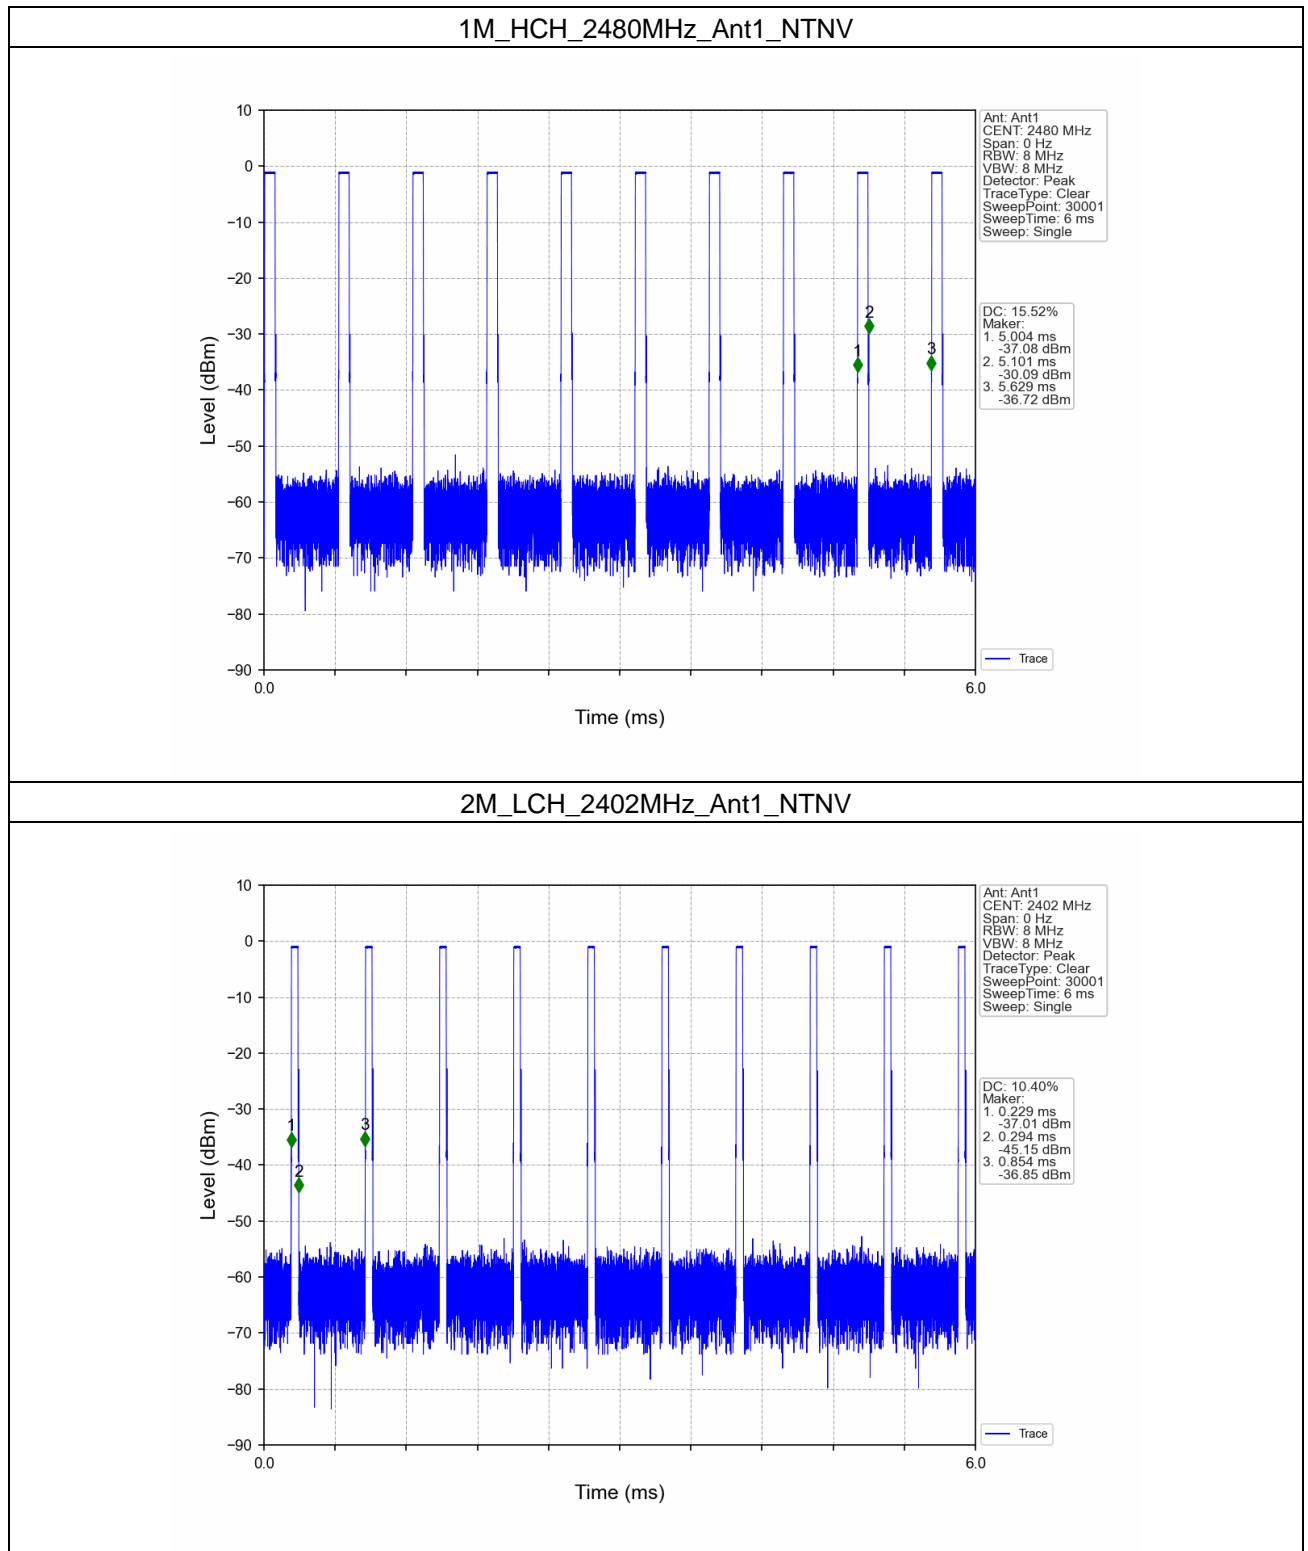 1M_HCH_2480MHz_Ant1_NTNV
10
0
−10
−20
−30
−40
−50
−60
−70
−80
−90
Level (dBm)
0.0
6.0
Time (ms)
1
2
3
Ant: Ant1
CENT: 2480 MHz
Span: 0 Hz
RBW: 8 MHz
VBW: 8 MHz
Detector: Peak
TraceType: Clear
SweepPoint: 30001
SweepTime: 6 ms
Sweep: Single
DC: 15.52%
Maker:
1. 5.004 ms
-37.08 dBm
2. 5.101 ms
-30.09 dBm
3. 5.629 ms
-36.72 dBm
Trace
2M_LCH_2402MHz_Ant1_NTNV
10
0
−10
−20
−30
−40
−50
−60
−70
−80
−90
Level (dBm)
0.0
6.0
Time (ms)
1
2
3
Ant: Ant1
CENT: 2402 MHz
Span: 0 Hz
RBW: 8 MHz
VBW: 8 MHz
Detector: Peak
TraceType: Clear
SweepPoint: 30001
SweepTime: 6 ms
Sweep: Single
DC: 10.40%
Maker:
1. 0.229 ms
-37.01 dBm
2. 0.294 ms
-45.15 dBm
3. 0.854 ms
-36.85 dBm
Trace